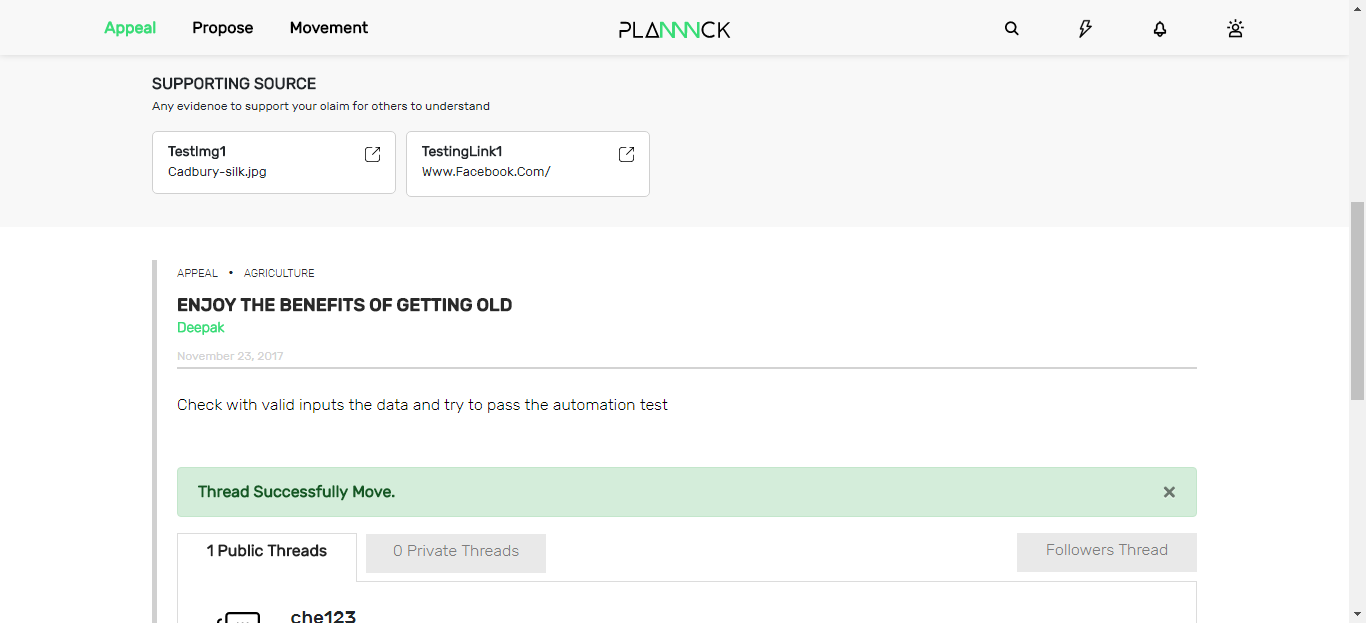 Appeal Propose Movement PLANNNCK
SUPPORTING SOURCE
Any evidence to support your olaim for others to understand
TestImg1
Cadbury-silk.jpg
TestingLink1
Www.Facebook.Com/
APPEAL • AGRICULTURE
ENJOY THE BENEFITS OF GETTING OLD
Deepak
November 23, 2017
Check with valid inputs the data and try to pass the automation test
Thread Successfully Move. ×
1 Public Threads 0 Private Threads Followers Thread
che123